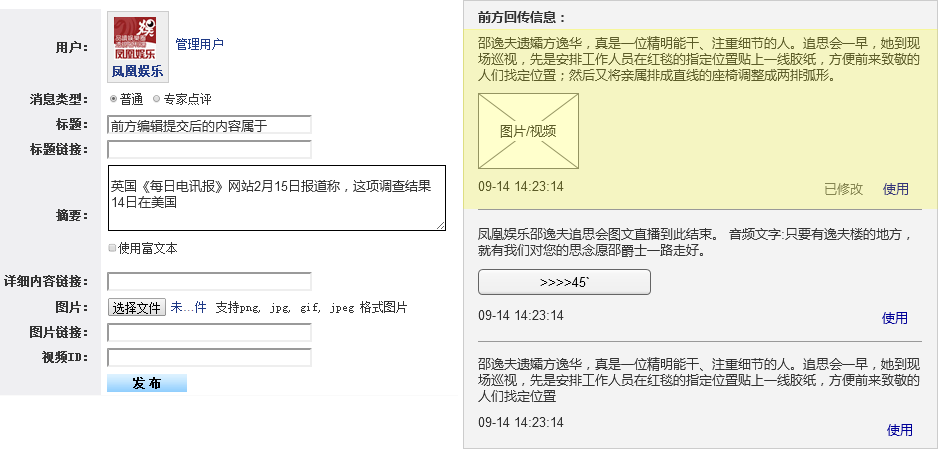 用户：
凤凰娱乐
凤凰娱乐
管理用户
消息类型：
普通
专家点评
标题：
前方编辑提交后的内容属于
标题链接：
摘要：
英国《每日电讯报》网站2月15日报道称，这项调查结果
14日在美国
使用富文本
详细内容链接：
图片：
选择文件
未...件
支持png, jpg, gif, jpeg 格式图片
图片链接：
视频ID：
发 布
前方回传信息：
邵逸夫遗孀方逸华，真是一位精明能干、注重细节的人。追思会一早，她到现
场巡视，先是安排工作人员在红毯的指定位置贴上一线胶纸，方便前来致敬的
人们找定位置；然后又将亲属排成直线的座椅调整成两排弧形。
图片/视频
09-14 14:23:14
已修改
使用
凤凰娱乐邵逸夫追思会图文直播到此结束。 音频文字:只要有逸夫楼的地方，
就有我们对您的思念愿邵爵士一路走好。
>>>>45`
09-14 14:23:14
使用
邵逸夫遗孀方逸华，真是一位精明能干、注重细节的人。追思会一早，她到现
场巡视，先是安排工作人员在红毯的指定位置贴上一线胶纸，方便前来致敬的
人们找定位置
09-14 14:23:14
使用